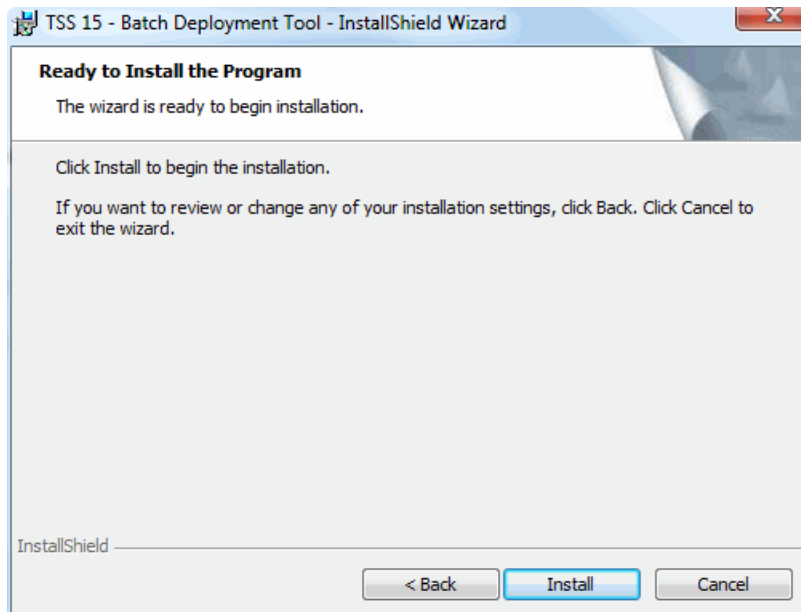 TSS 15 - Batch Deployment Tool - InstallShield Wizard
Ready to Install the Program
The wizard is ready to begin installation.
Click Install to begin the installation.
If you want to review or change any of your installation settings, click Back. Click Cancel to
exit the wizard.
InstallShield
< Back
Install
Cancel